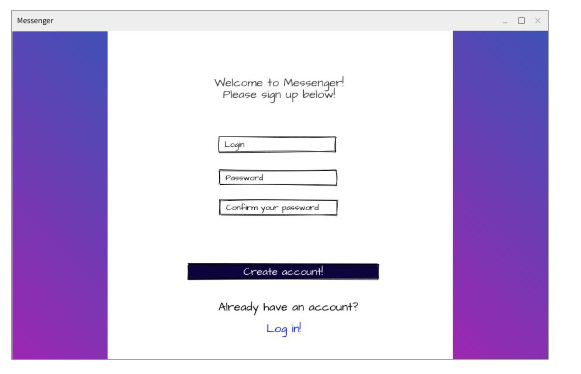 Messenger
Welcome to Messenger!
Please sign up below!
Login
Password
Confirm your password
Create account!
Already have an account?
Log in!